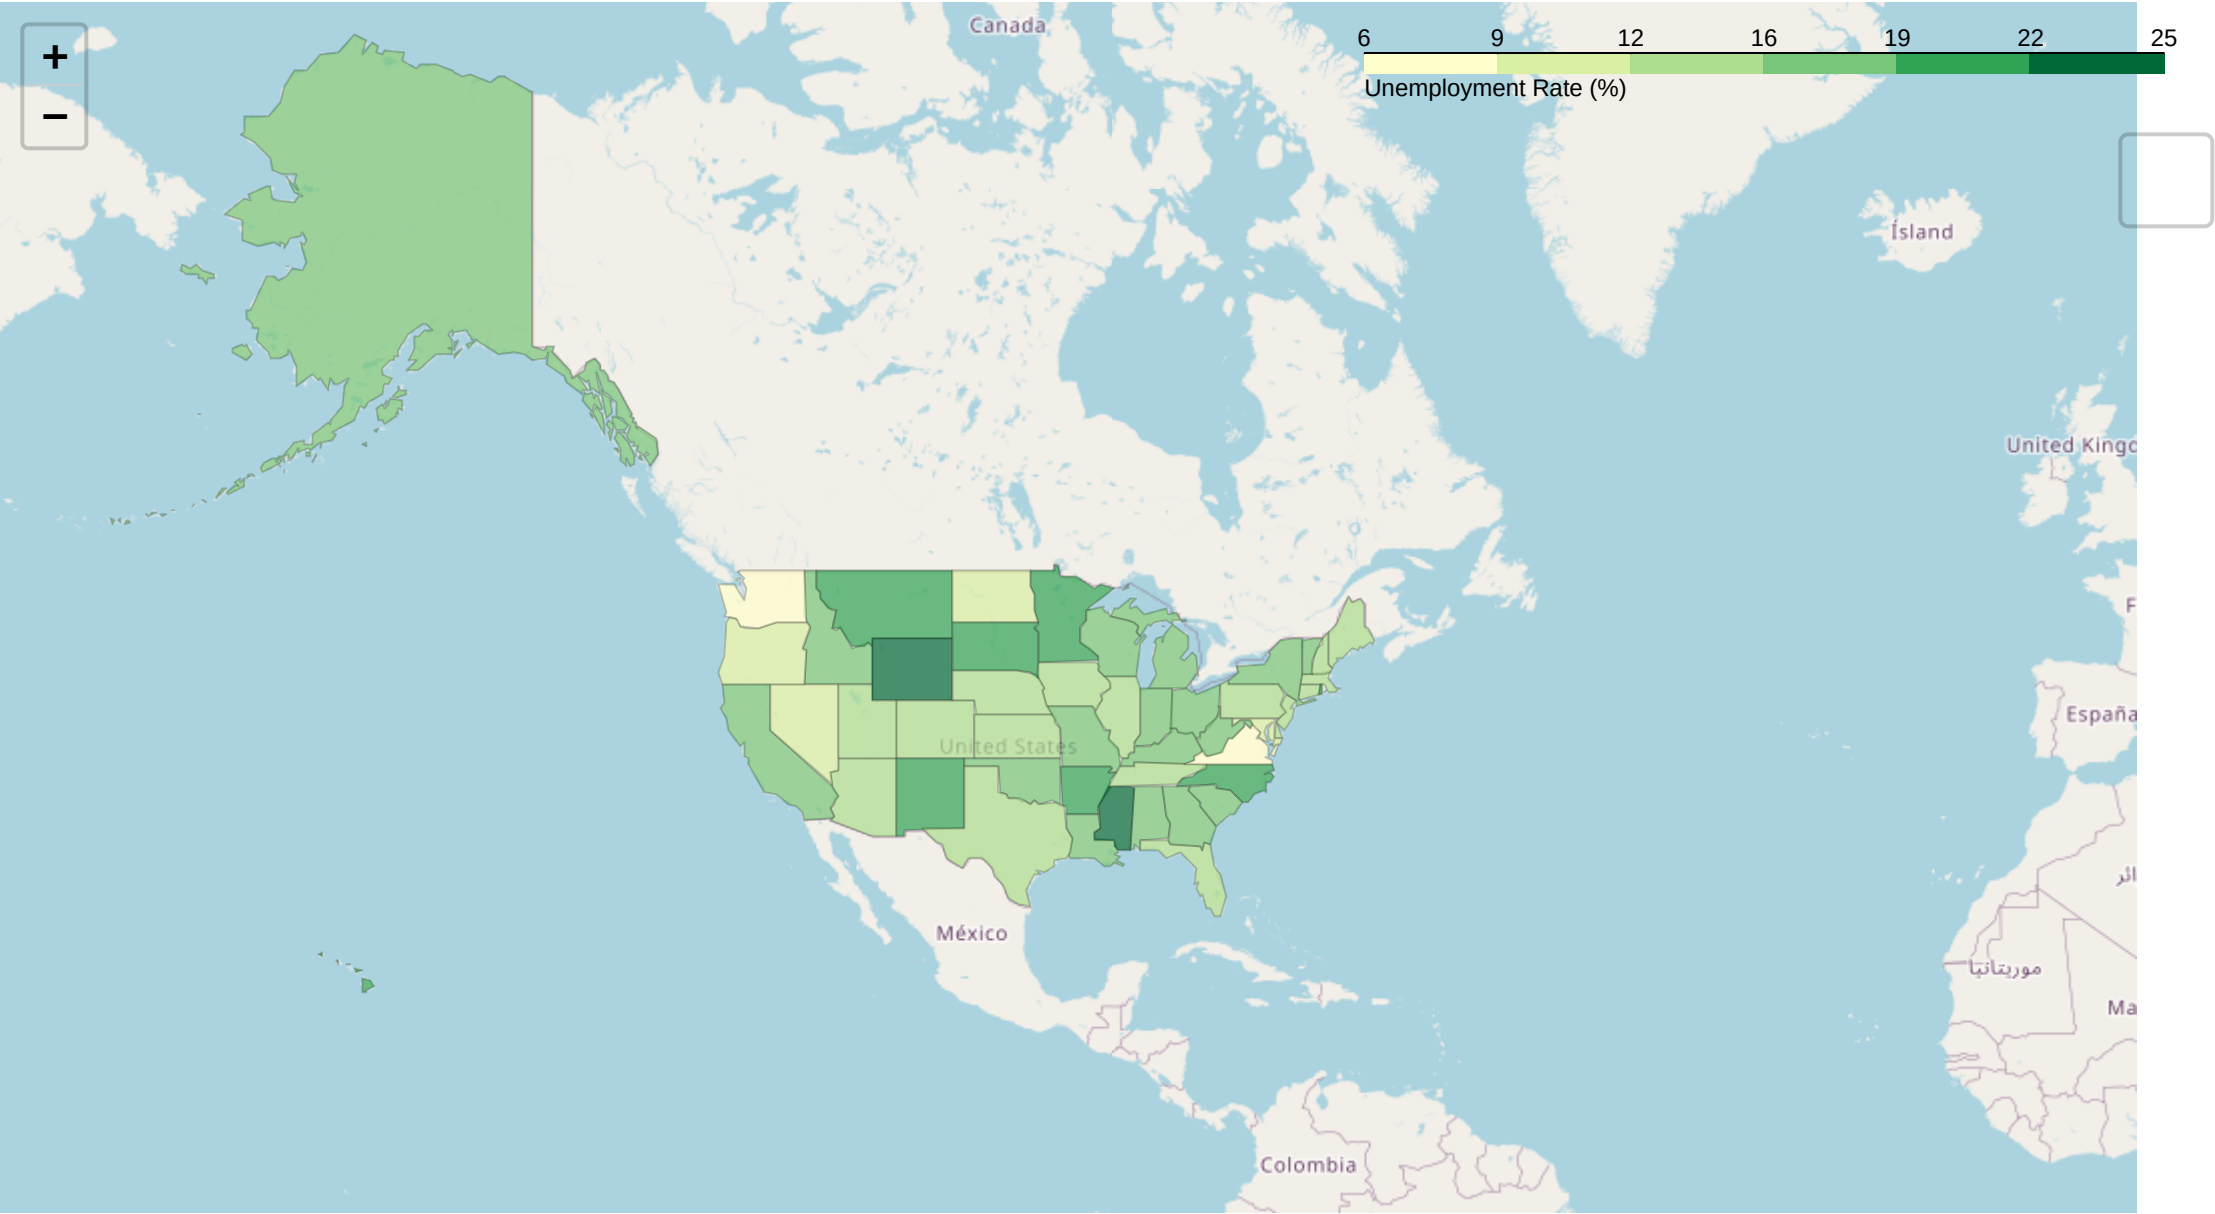 +
−
Canada
6 9 12 16 19 22 25
Unemployment Rate (%)
Ísland
United Kingd
F
España
United States
México
موريتانيا
Ma
Colombia